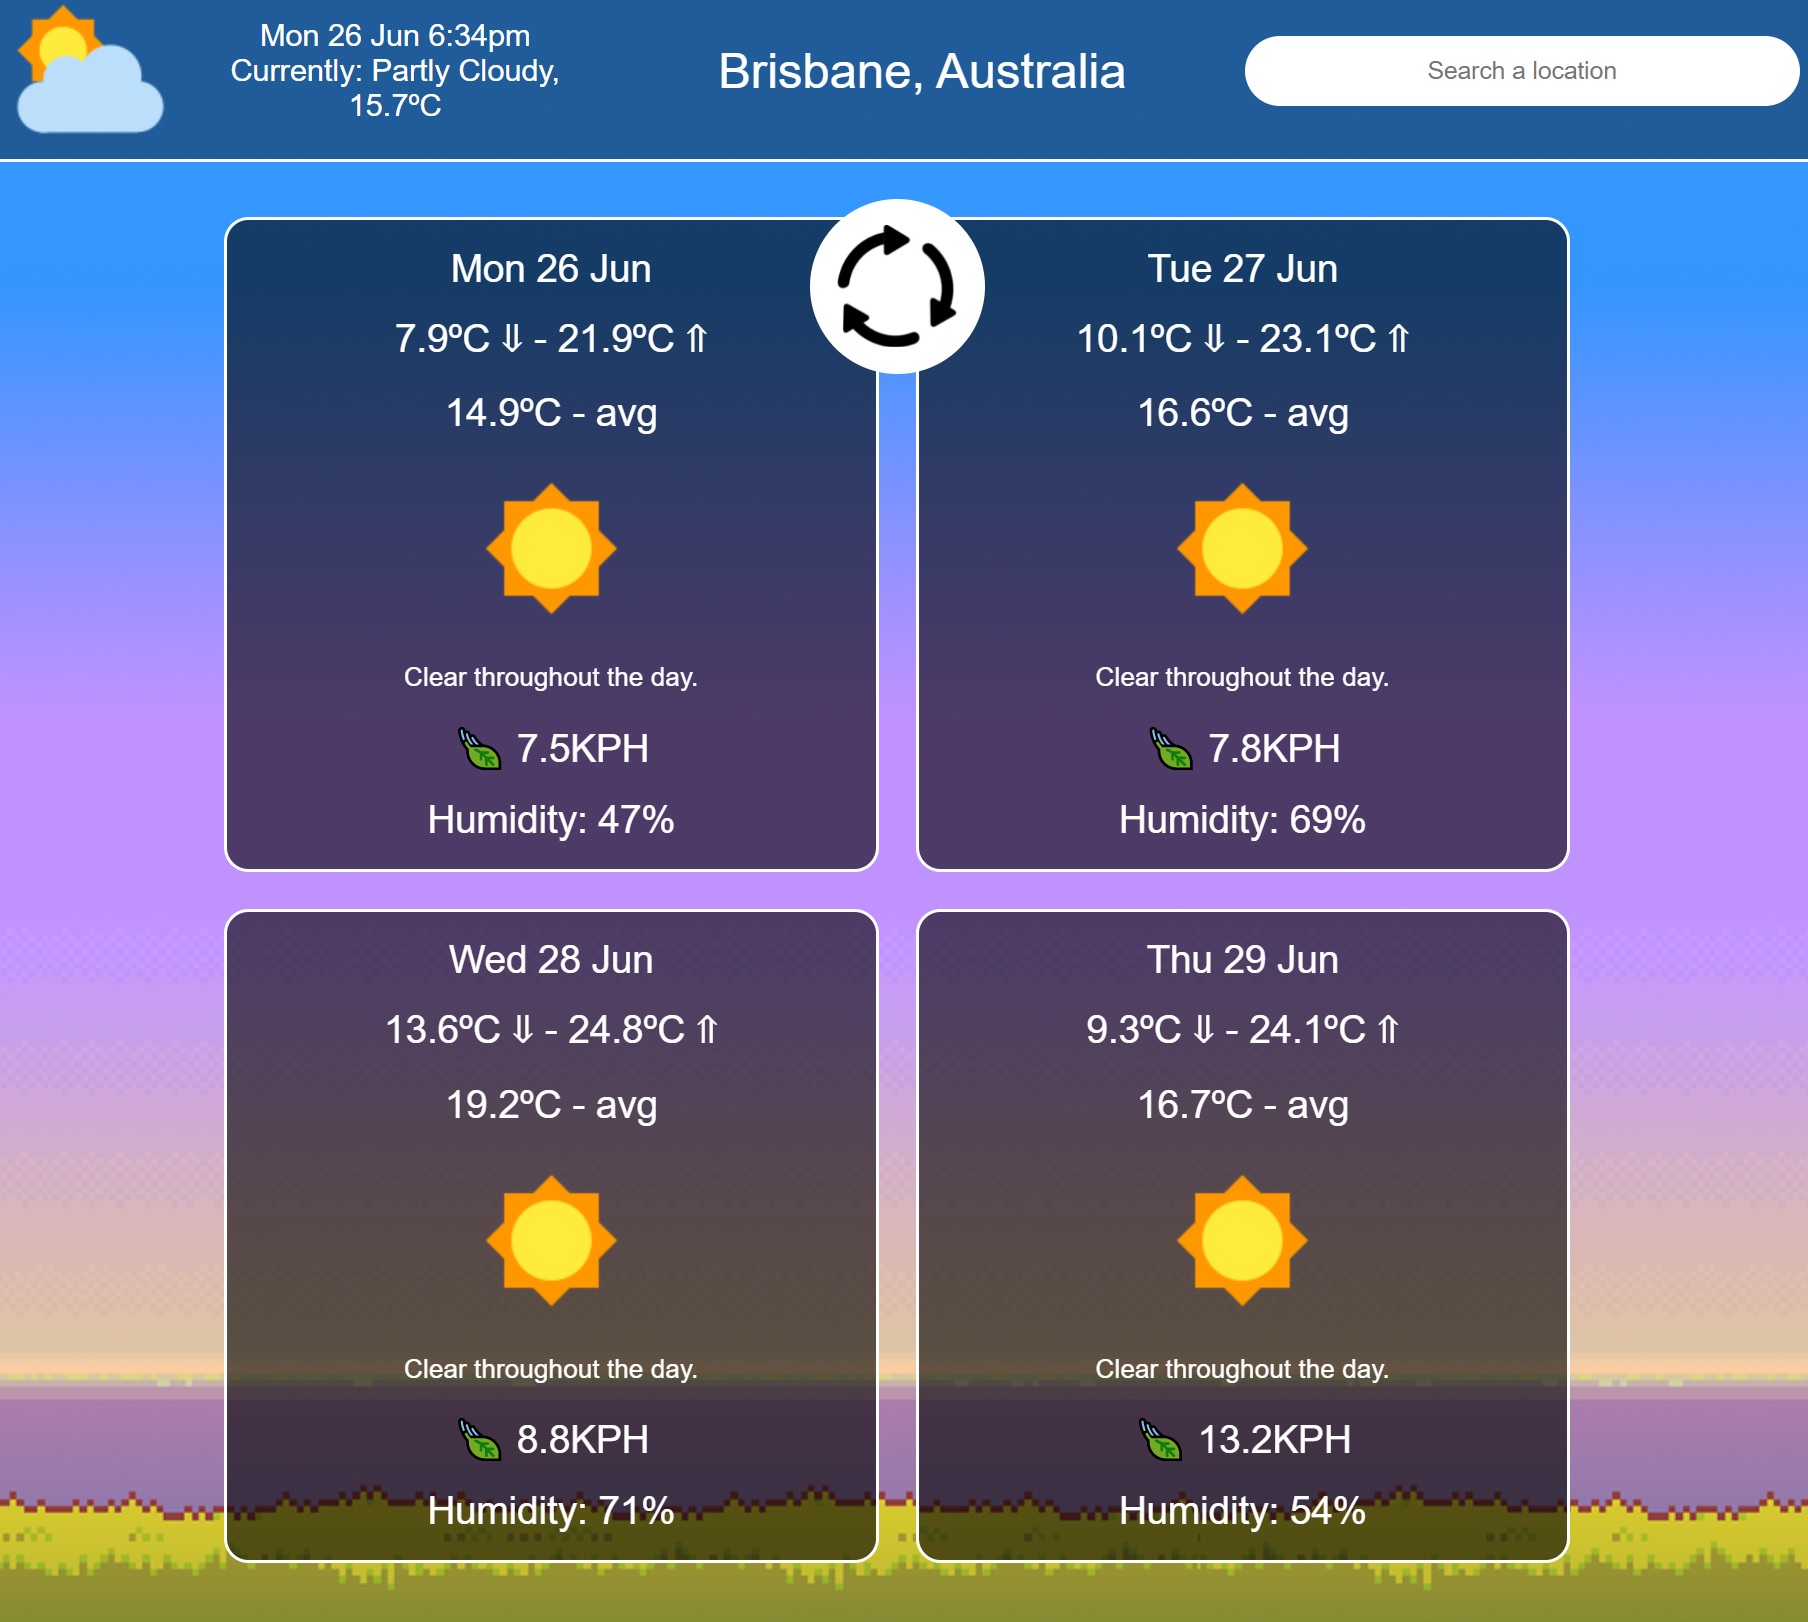 Mon 26 Jun 6:34pm
Currently: Partly Cloudy,
15.7ºC
Brisbane, Australia
Search a location
Mon 26 Jun
7.9ºC ⇓ - 21.9ºC ⇑
14.9ºC - avg
Clear throughout the day.
7.5KPH
Humidity: 47%
Tue 27 Jun
10.1ºC ⇓ - 23.1ºC ⇑
16.6ºC - avg
Clear throughout the day.
7.8KPH
Humidity: 69%
Wed 28 Jun
13.6ºC ⇓ - 24.8ºC ⇑
19.2ºC - avg
Clear throughout the day.
8.8KPH
Humidity: 71%
Thu 29 Jun
9.3ºC ⇓ - 24.1ºC ⇑
16.7ºC - avg
Clear throughout the day.
13.2KPH
Humidity: 54%